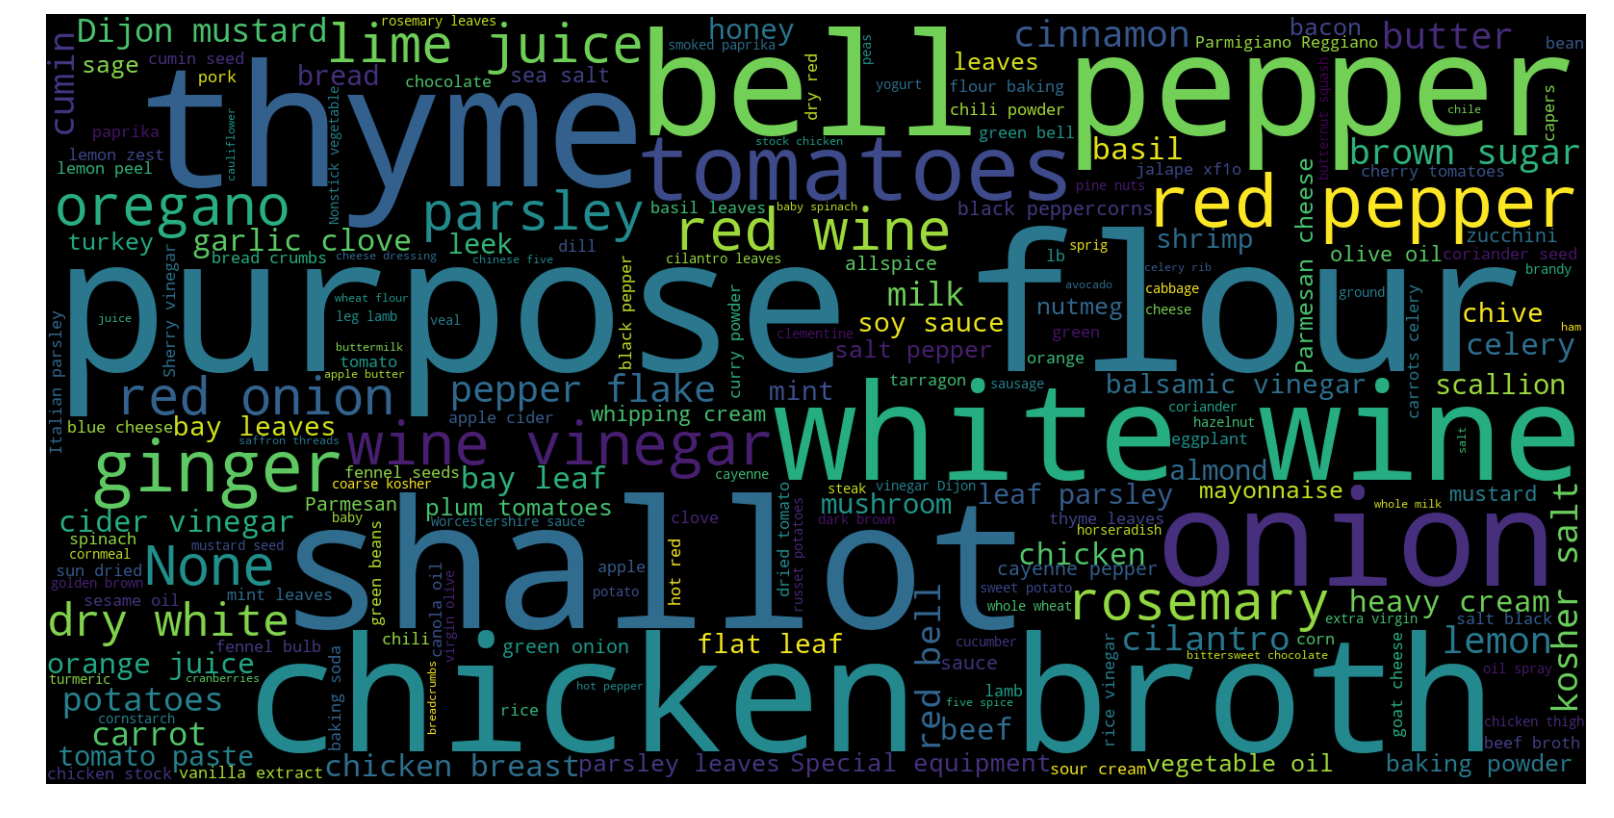 rosemary leaves
Dijon mustard
lime juice
bell pepper
smoked paprika
honey
peas
cinnamon
bacon
Parmigiano Reggiano
butter
bean
cumin
sage
cumin seed
pork
bread
chocolate
sea salt
dry red
yogurt
leaves
flour baking
chili powder
green bell
butternut squash
chile
capers
thyme
paprika
lemon zest
lemon peel
cauliflower
Nonstick vegetable
stock chicken
tomatoes
basil
jalape xf1o
brown sugar
cherry tomatoes
pine nuts
oregano
parsley
basil leaves
baby spinach
red wine
black peppercorns
red pepper
Parmesan cheese
turkey
garlic clove
leek
dill
bread crumbs
cheese dressing
chinese five
cilantro leaves
allspice
lb
sprig
shrimp
zucchini
olive oil
coriander seed
celery rib
brandy
purpose flour
Sherry vinegar
wheat flour
leg lamb
juice
veal
black pepper
milk
avocado
nutmeg
cabbage
cheese
ground
chive
ham
soy sauce
clementine
green
salt pepper
curry powder
orange
celery
Italian parsley
buttermilk
tomato
apple butter
red onion
pepper flake
mint
tarragon
sausage
balsamic vinegar
carrots celery
scallion
blue cheese
bay leaves
saffron threads
apple cider
whipping cream
coriander
hazelnut
eggplant
salt
white wine
wine vinegar
ginger
fennel seeds
coarse kosher
bay leaf
cayenne
almond
steak
vinegar Dijon
mushroom
leaf parsley
mayonnaise
whole milk
mustard
Parmesan
plum tomatoes
baby
Worcestershire sauce
clove
dried tomato
russet potatoes
dark brown
thyme leaves
horseradish
onion
kosher salt
cider vinegar
spinach
cornmeal
mustard seed
sun dried
golden brown
None
shallot
green beans
hot red
apple
potato
chicken
cayenne pepper
sweet potato
whole wheat
sesame oil
mint leaves
canola oil
virgin olive
rosemary
heavy cream
extra virgin
salt black
dry white
fennel bulb
chili
green onion
flat leaf
red bell
cucumber
sauce
cilantro
corn
bittersweet chocolate
lemon
orange juice
turmeric
cranberries
baking soda
breadcrumbs
hot pepper
chicken broth
lamb
five spice
rice vinegar
goat cheese
oil spray
potatoes
cornstarch
carrot
rice
beef
chicken thigh
beef broth
tomato paste
chicken stock
vanilla extract
chicken breast
parsley leaves
Special equipment
sour cream
vegetable oil
baking powder